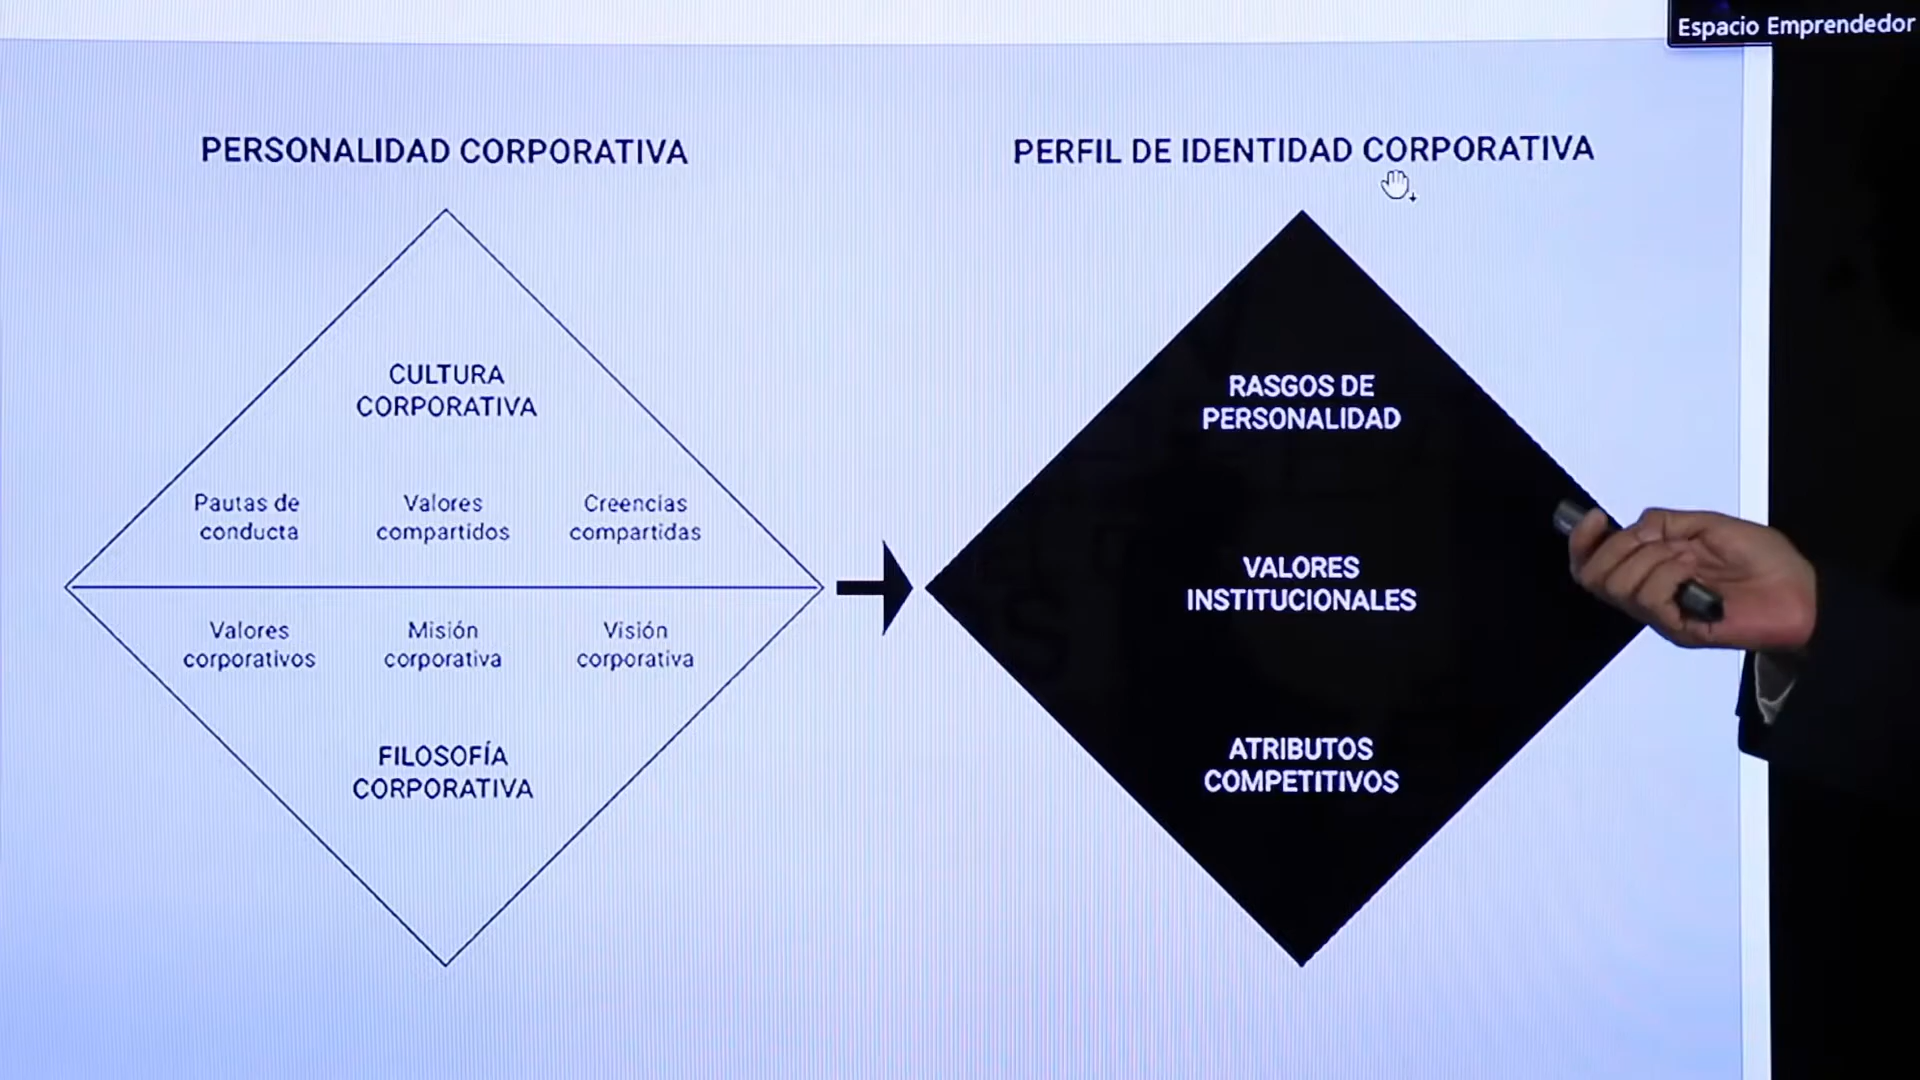 Espacio Emprendedor
PERSONALIDAD CORPORATIVA
CULTURA
CORPORATIVA
Pautas de
conducta
Valores
compartidos
Creencias
compartidas
Valores
corporativos
Misión
corporativa
Visión
corporativa
FILOSOFÍA
CORPORATIVA
PERFIL DE IDENTIDAD CORPORATIVA
RASGOS DE
PERSONALIDAD
VALORES
INSTITUCIONALES
ATRIBUTOS
COMPETITIVOS